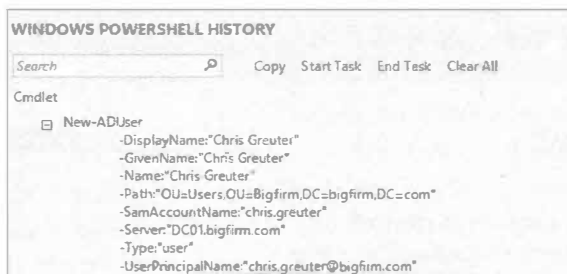 WINDOWS POWERSHELL HISTORY
Search Copy Start Task End Task Clear All
Cmdlet
New-ADUser
-DisplayName:"Chris Greuter"
-GivenName:"Chris Greuter"
-Name:"Chris Greuter"
-Path:"OU=Users,OU=Bigfirm,DC=bigfirm,DC=com"
-SamAccountName:"chris.greuter"
-Server:"DC01.bigfirm.com"
-Type:"user"
-UserPrincipalName:"chris.greuter@bigfirm.com"